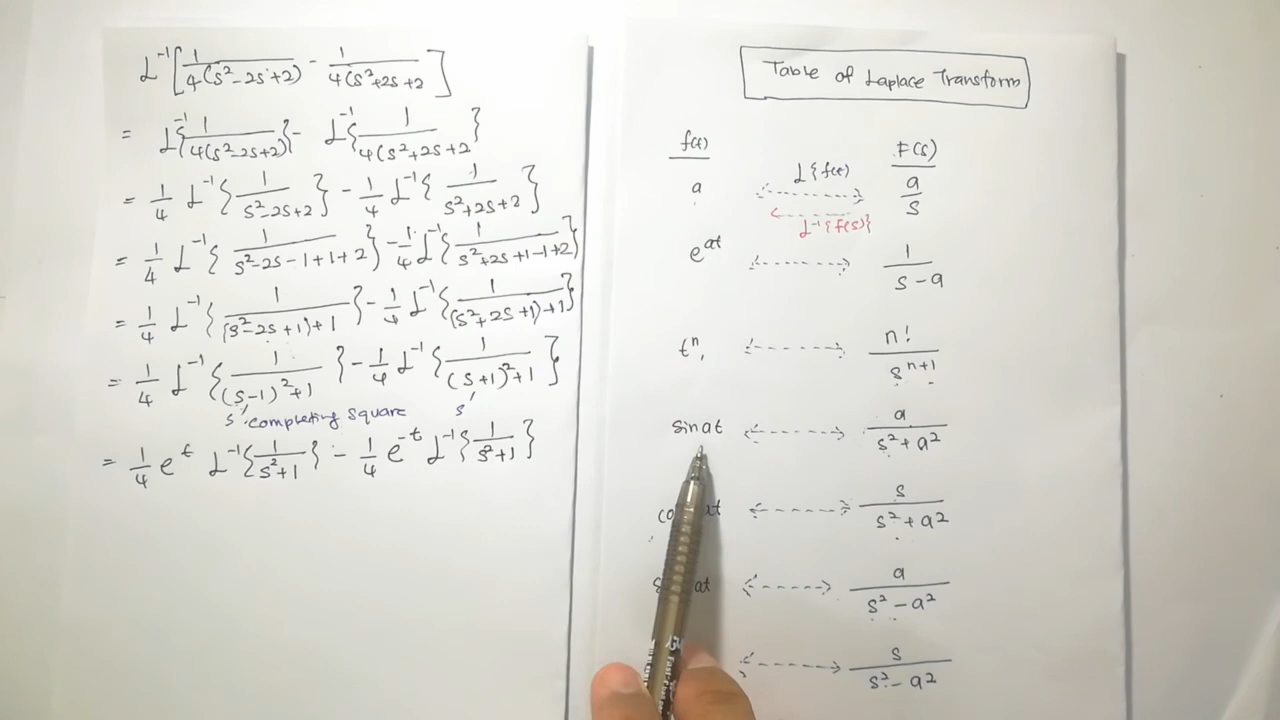 L⁻¹[1/4(s²-2s+2) - 1/4(s²+2s+2]
= L⁻¹{1/4(s²-2s+2)} - L⁻¹{1/4(s²+2s+2}
= 1/4 L⁻¹{1/s²-2s+2} - 1/4 L⁻¹{1/s²+2s+2}
= 1/4 L⁻¹{1/s²-2s-1+1+2} - 1/4 L⁻¹{1/s²+2s+1-1+2}
= 1/4 L⁻¹{1/(s²-2s+1)+1} - 1/4 L⁻¹{1/(s²+2s+1)+1}
= 1/4 L⁻¹{1/(s-1)²+1} - 1/4 L⁻¹{1/(s+1)²+1}
s' completing square s'
= 1/4 eᵗ L⁻¹{1/s²+1} - 1/4 e⁻ᵗ L⁻¹{1/s²+1}
Table of Laplace Transform
f(t) F(s)
L{f(t)}
a a/s
L⁻¹{f(s)}
e^at 1/s-a
tⁿ, n!/sⁿ⁺¹
sin at a/s²+a²
at s/s²+a²
at a/s²-a²
s/s²-a²